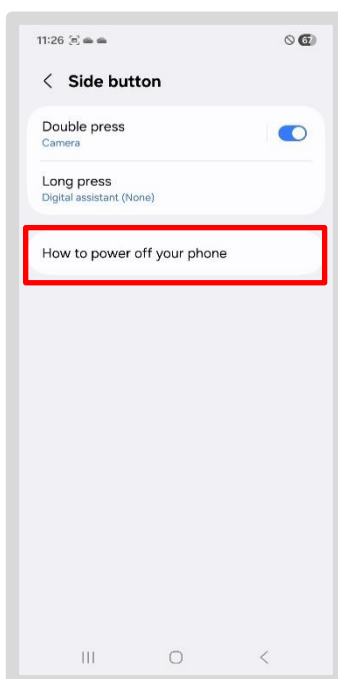 11:26
67
Side button
Double press
Camera
Long press
Digital assistant (None)
How to power off your phone